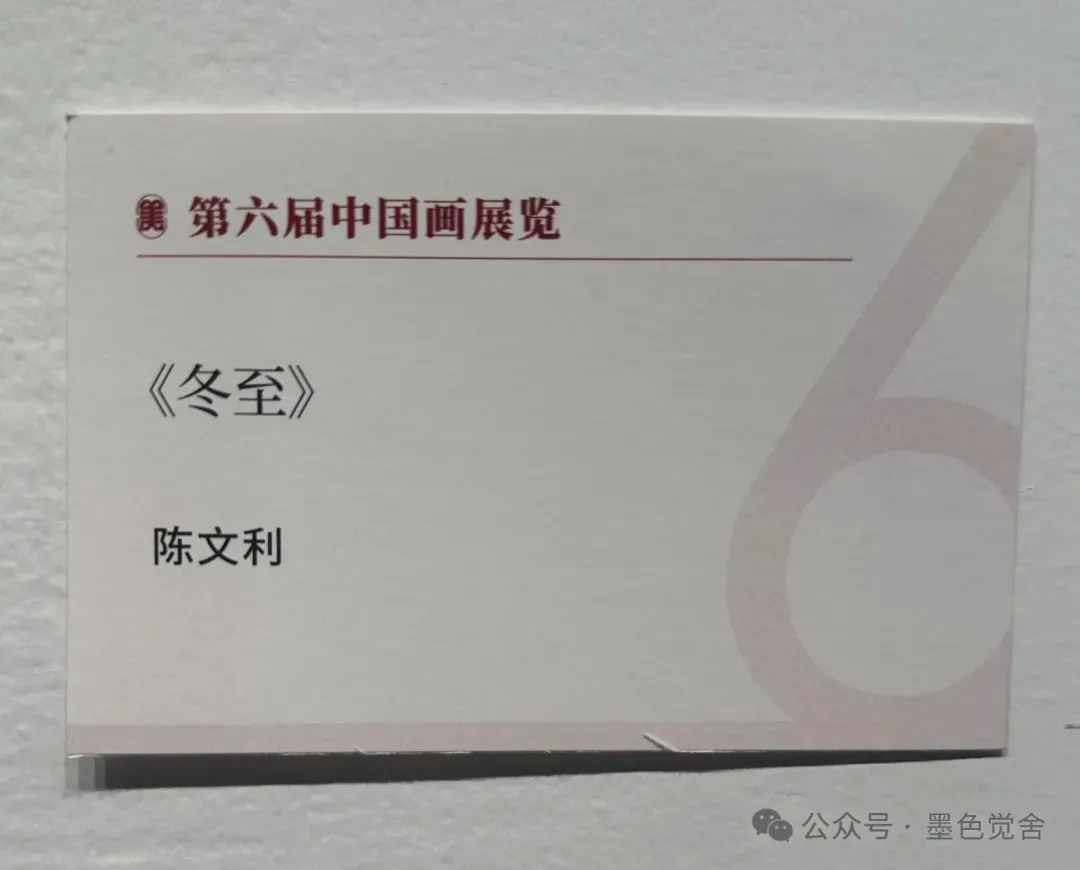 美 第六届中国画展览
《冬至》
陈文利
公众号·墨色觉舍